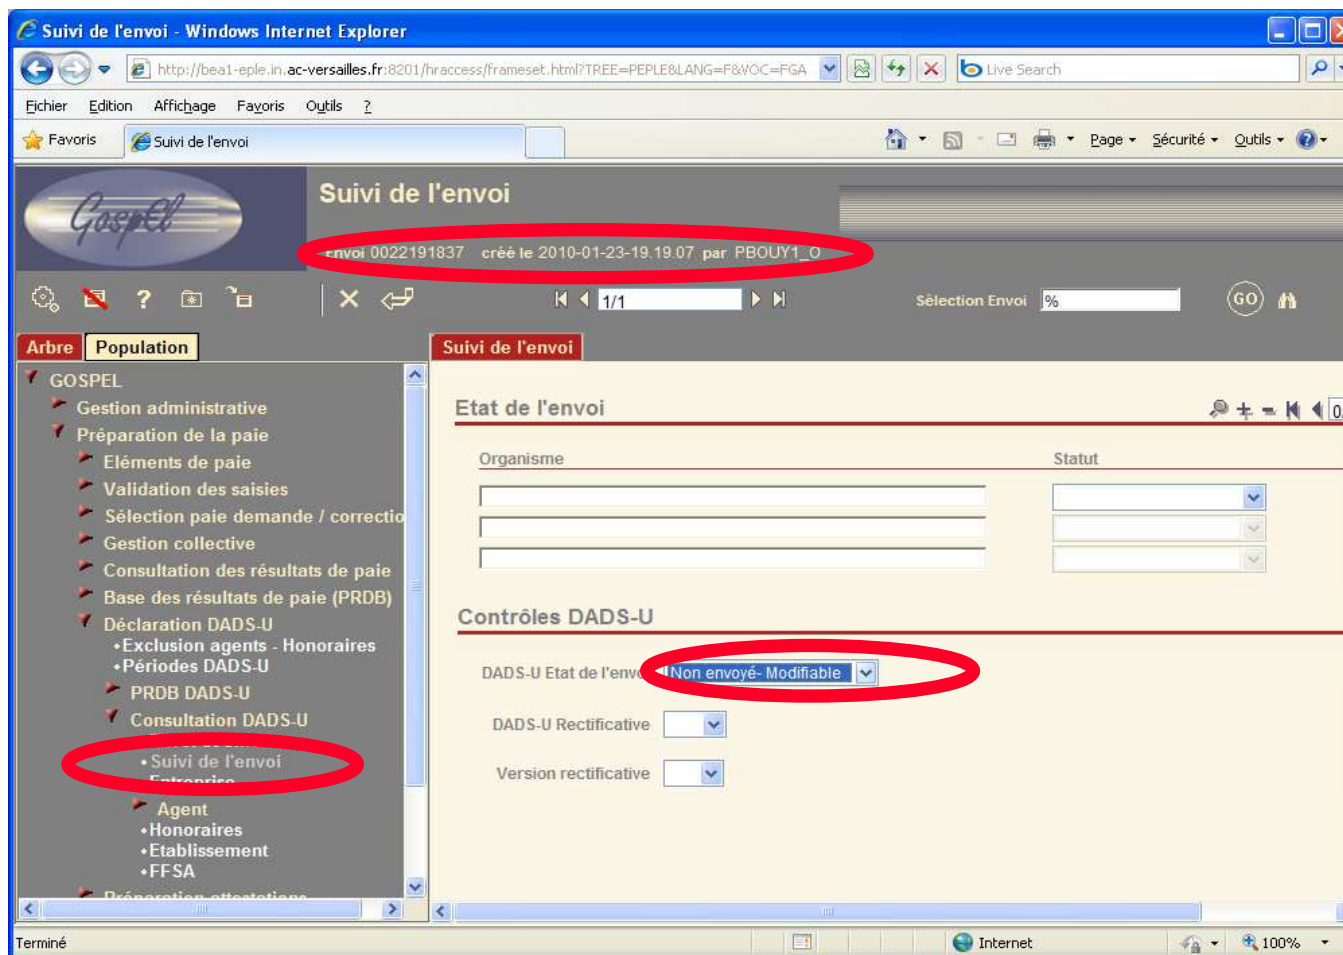 Suivi de l'envoi - Windows Internet Explorer
http://bea1-eple.in.ac-versailles.fr:8201/hraccess/frameset.html?TREE=PEPLE&LANG=F&VOC=FGA
Live Search
Fichier Edition Affichage Favoris Outils ?
Favoris
Suivi de l'envoi
Page
Sécurité
Outils
GospEl
Suivi de l'envoi
Envoi 0022191837 créé le 2010-01-23-19.19.07 par PBOUY1_O
1/1
Sélection Envoi %
GO
Arbre
Population
Suivi de l'envoi
GOSPEL
Gestion administrative
Préparation de la paie
Eléments de paie
Validation des saisies
Sélection paie demande / correctio
Gestion collective
Consultation des résultats de paie
Base des résultats de paie (PRDB)
Déclaration DADS-U
Exclusion agents - Honoraires
Périodes DADS-U
PRDB DADS-U
Consultation DADS-U
Suivi de l'envoi
Entreprise
Agent
Honoraires
Etablissement
FFSA
Préparation attestations
Etat de l'envoi
0
Organisme
Statut
Contrôles DADS-U
DADS-U Etat de l'envo
Non envoyé- Modifiable
DADS-U Rectificative
Version rectificative
Terminé
Internet
100%